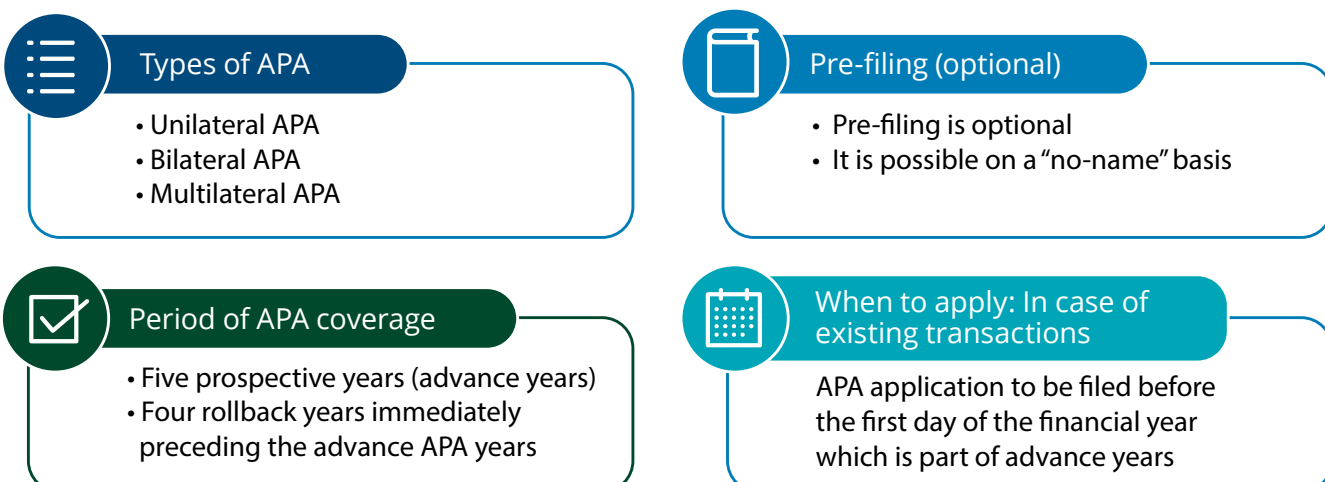 Types of APA
• Unilateral APA
• Bilateral APA
• Multilateral APA
Pre-filing (optional)
• Pre-filing is optional
• It is possible on a “no-name” basis
Period of APA coverage
• Five prospective years (advance years)
• Four rollback years immediately
preceding the advance APA years
When to apply: In case of
existing transactions
APA application to be filed before
the first day of the financial year
which is part of advance years